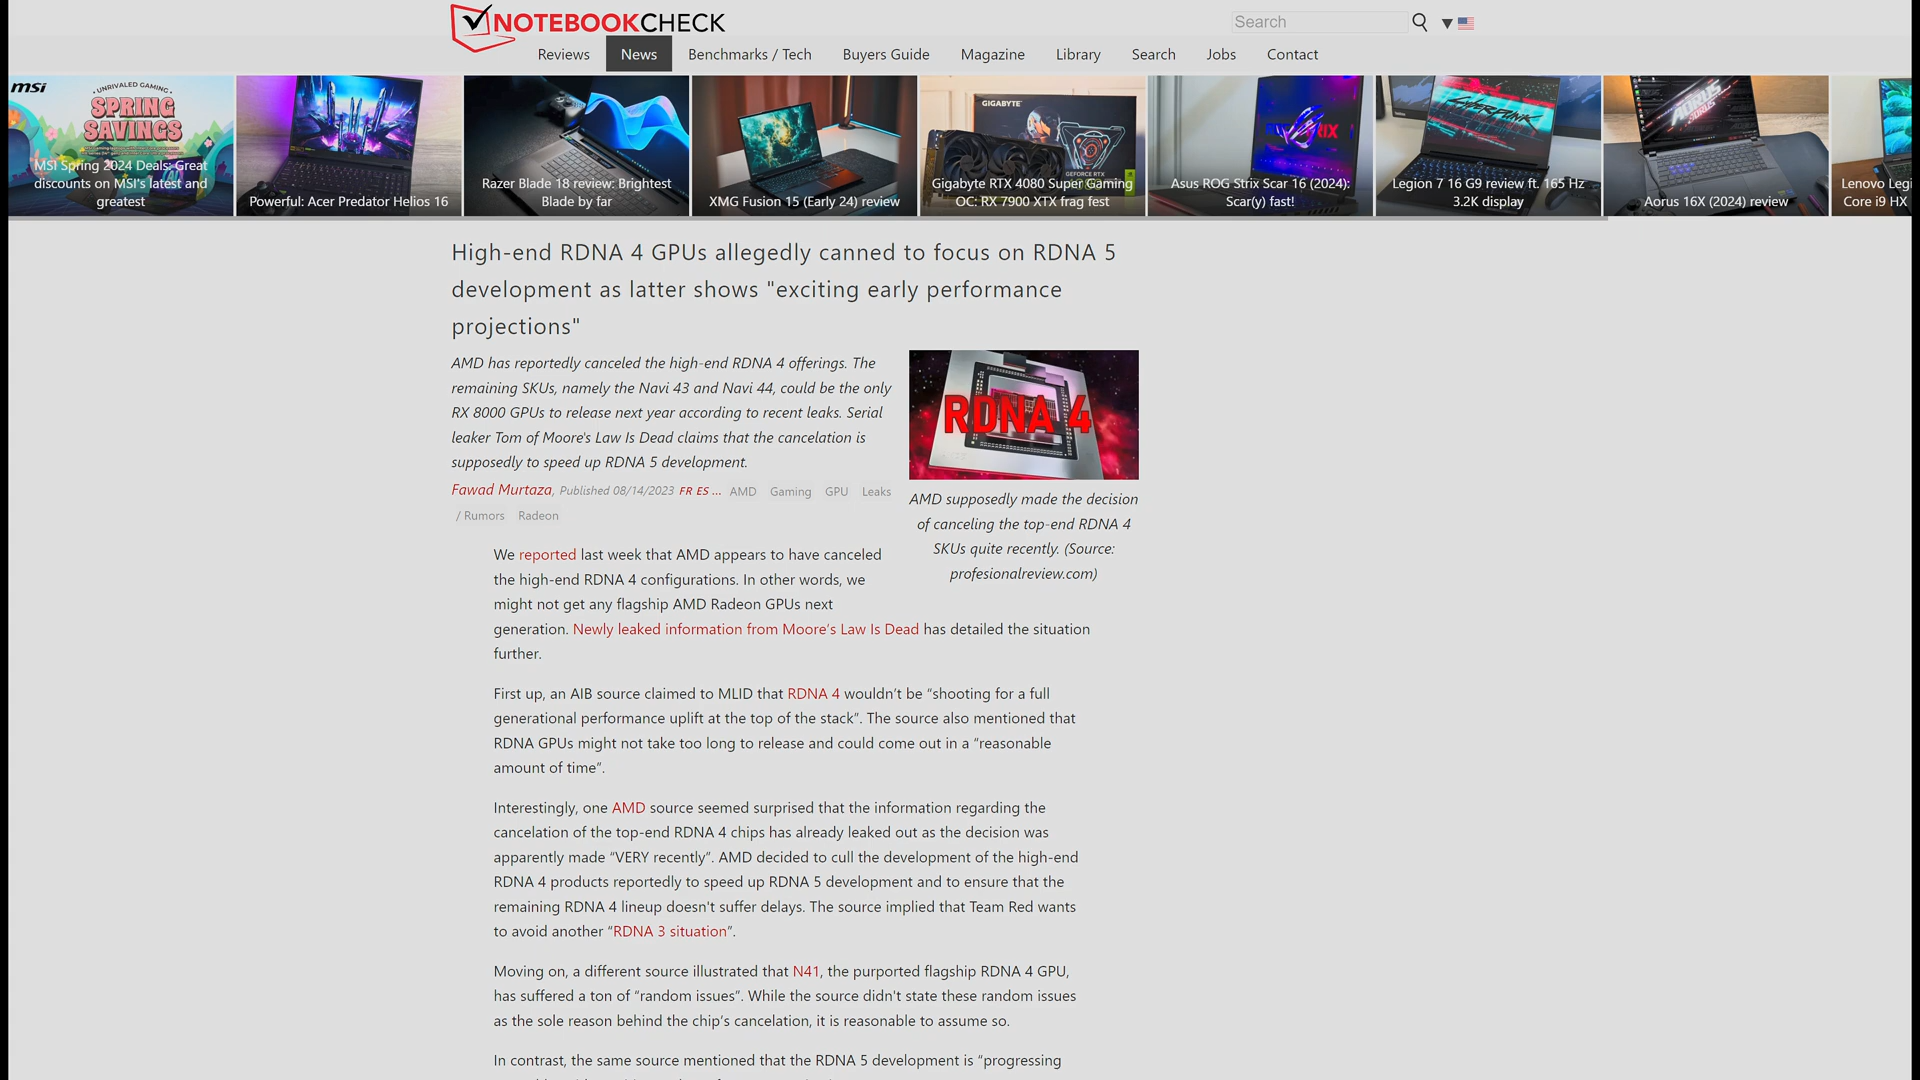 NOTEBOOKCHECK
Search
Reviews
News
Benchmarks / Tech
Buyers Guide
Magazine
Library
Search
Jobs
Contact
msi
UNRIVALED GAMING
SPRING
SAVINGS
MSI Spring 2024 Deals: Great
discounts on MSI's latest and
greatest
Powerful: Acer Predator Helios 16
Razer Blade 18 review: Brightest
Blade by far
XMG Fusion 15 (Early 24) review
GIGABYTE
GEFORCE RTX
Gigabyte RTX 4080 Super Gaming
OC: RX 7900 XTX frag fest
Asus ROG Strix Scar 16 (2024):
Scar(y) fast!
Legion 7 16 G9 review ft. 165 Hz
3.2K display
AORUS
Aorus 16X (2024) review
Lenovo Legi
Core i9 HX
High-end RDNA 4 GPUs allegedly canned to focus on RDNA 5
development as latter shows "exciting early performance
projections"
AMD has reportedly canceled the high-end RDNA 4 offerings. The
remaining SKUs, namely the Navi 43 and Navi 44, could be the only
RX 8000 GPUs to release next year according to recent leaks. Serial
leaker Tom of Moore's Law Is Dead claims that the cancelation is
supposedly to speed up RDNA 5 development.
Fawad Murtaza, Published 08/14/2023 FR ES ... AMD Gaming GPU Leaks
/ Rumors Radeon
RDNA 4
AMD supposedly made the decision
of canceling the top-end RDNA 4
SKUs quite recently. (Source:
profesionalreview.com)
We reported last week that AMD appears to have canceled
the high-end RDNA 4 configurations. In other words, we
might not get any flagship AMD Radeon GPUs next
generation. Newly leaked information from Moore’s Law Is Dead has detailed the situation
further.
First up, an AIB source claimed to MLID that RDNA 4 wouldn’t be “shooting for a full
generational performance uplift at the top of the stack”. The source also mentioned that
RDNA GPUs might not take too long to release and could come out in a “reasonable
amount of time”.
Interestingly, one AMD source seemed surprised that the information regarding the
cancelation of the top-end RDNA 4 chips has already leaked out as the decision was
apparently made “VERY recently”. AMD decided to cull the development of the high-end
RDNA 4 products reportedly to speed up RDNA 5 development and to ensure that the
remaining RDNA 4 lineup doesn't suffer delays. The source implied that Team Red wants
to avoid another “RDNA 3 situation”.
Moving on, a different source illustrated that N41, the purported flagship RDNA 4 GPU,
has suffered a ton of “random issues”. While the source didn't state these random issues
as the sole reason behind the chip’s cancelation, it is reasonable to assume so.
In contrast, the same source mentioned that the RDNA 5 development is “progressing